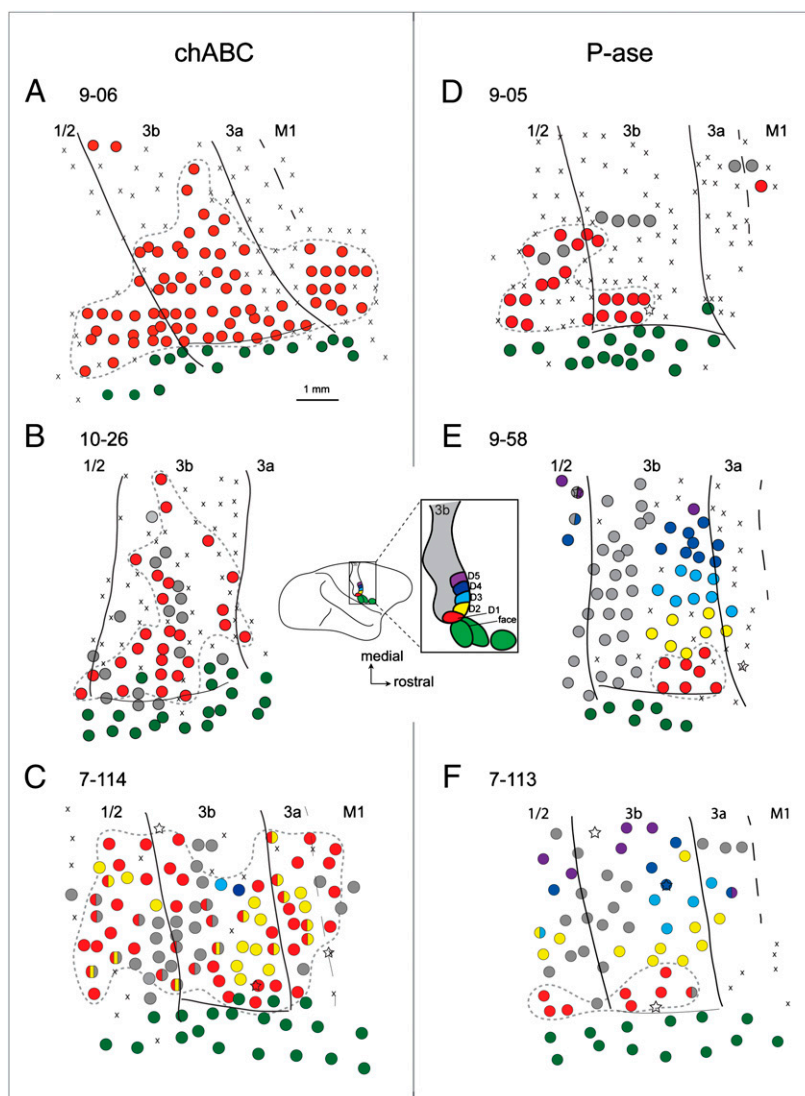 chABC
P-ase
A
9-06
1/2 3b 3a M1
1 mm
D
9-05
1/2 3b 3a M1
B
10-26
1/2 3b 3a
3b
D5
D4
D3
D2 D1
face
medial
rostral
E
9-58
1/2 3b 3a
C
7-114
1/2 3b 3a M1
F
7-113
1/2 3b 3a M1